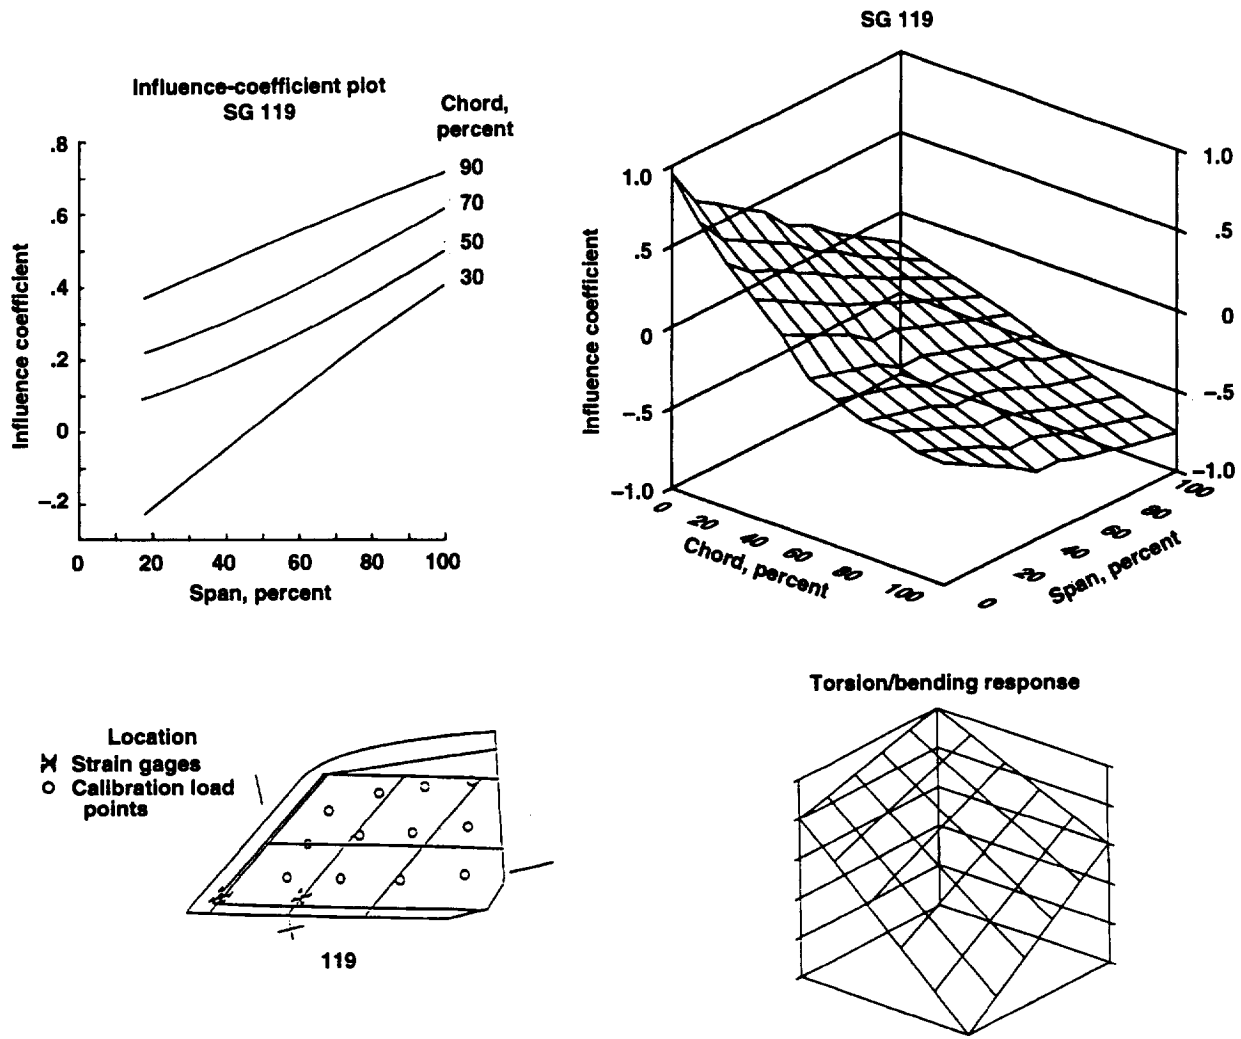 Influence-coefficient plot
SG 119
Chord,
percent
90
70
50
30
.8
.6
.4
.2
0
–.2
Influence coefficient
0 20 40 60 80 100
Span, percent
SG 119
1.0
.5
0
–.5
–1.0
Influence coefficient
1.0
.5
0
–.5
–1.0
0 20 40 60 80 100
Chord, percent
0 20 40 60 80 100
Span, percent
Location
Strain gages
Calibration load
points
119
Torsion/bending response